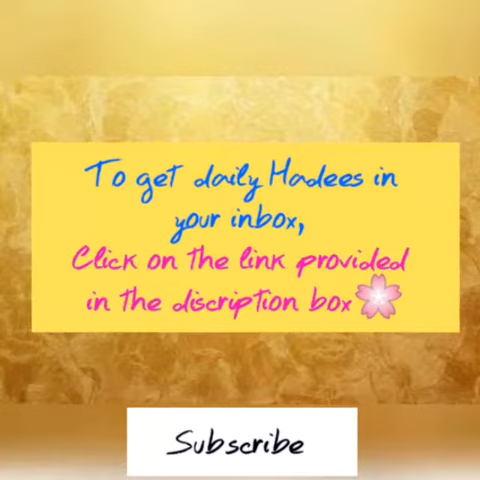 To get daily Hadees in
your inbox,
Click on the link provided
in the discription box🌸
Subscribe